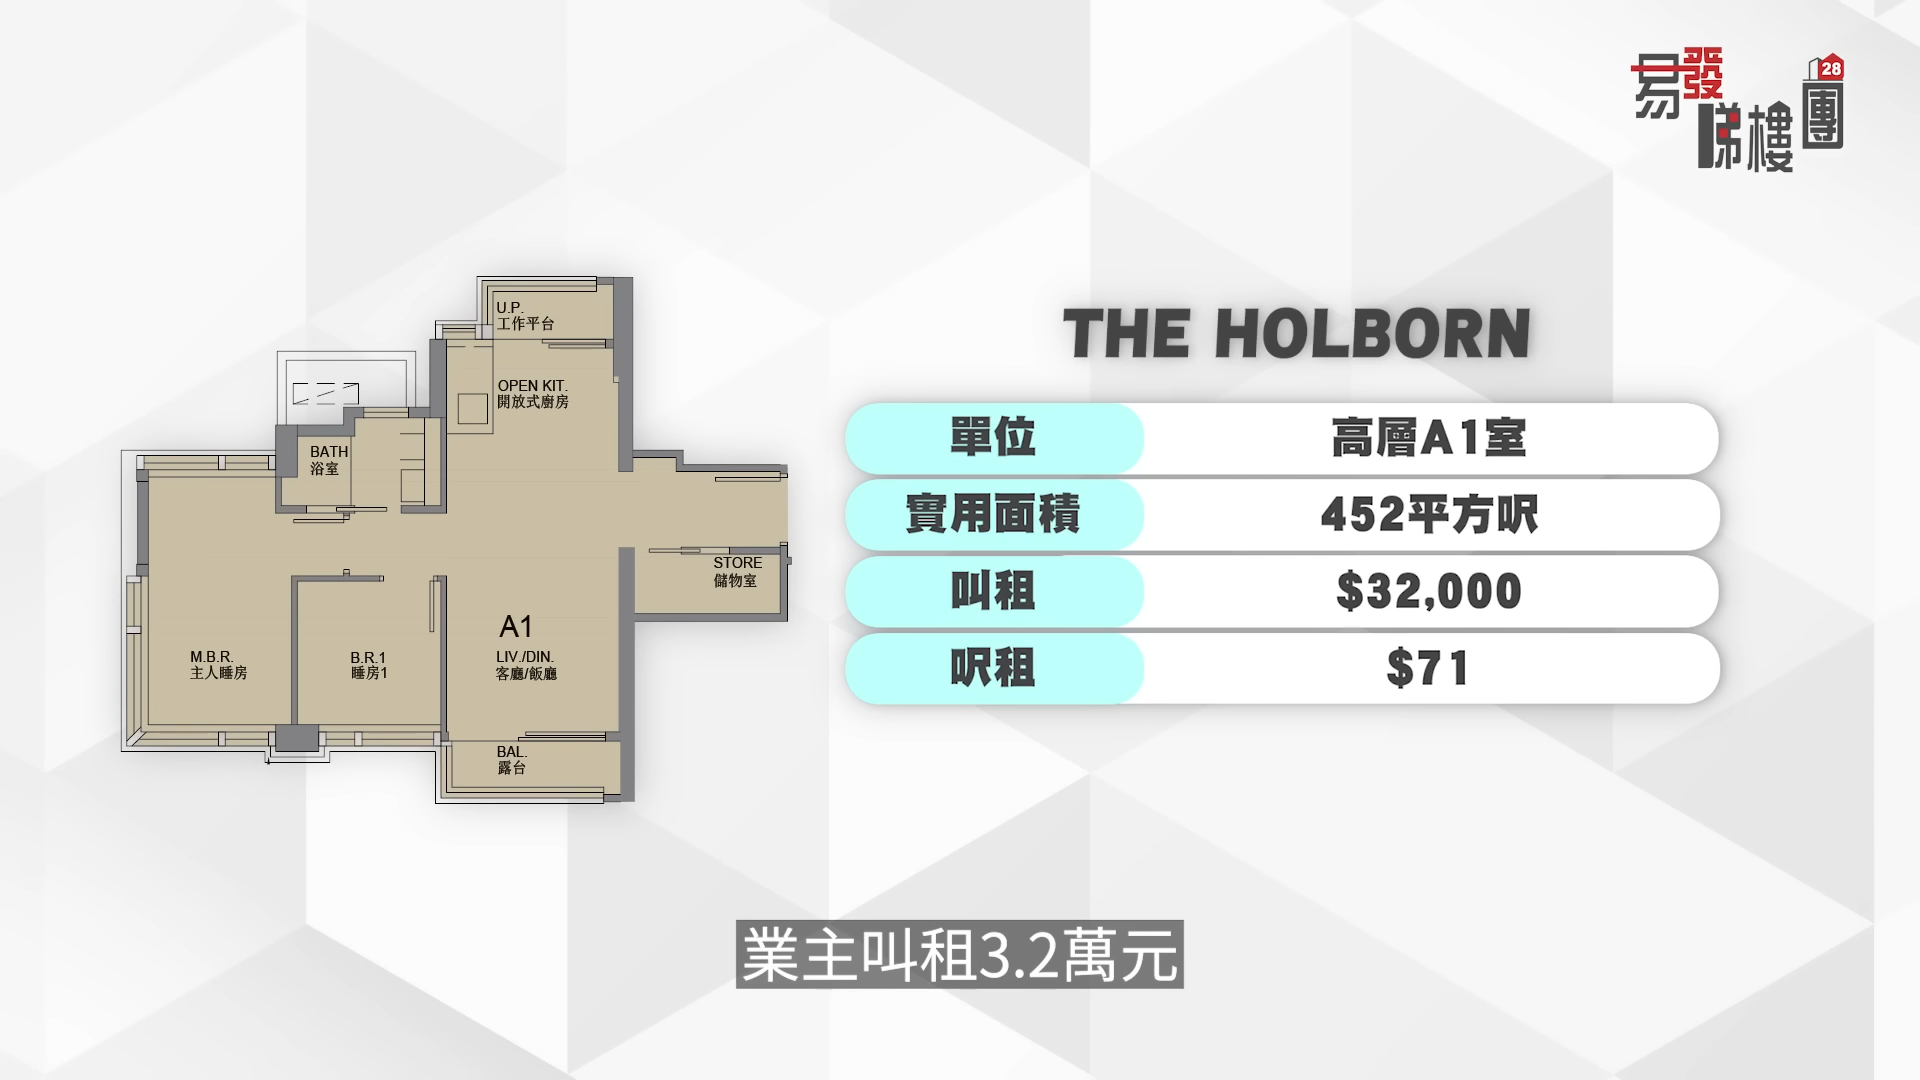 易發
睇樓團
28
U.P.
工作平台
OPEN KIT.
開放式廚房
BATH
浴室
STORE
儲物室
A1
M.B.R.
主人睡房
B.R.1
睡房1
LIV./DIN.
客廳/飯廳
BAL.
露台
THE HOLBORN
單位 高層A1室
實用面積 452平方呎
叫租 $32,000
呎租 $71
業主叫租3.2萬元